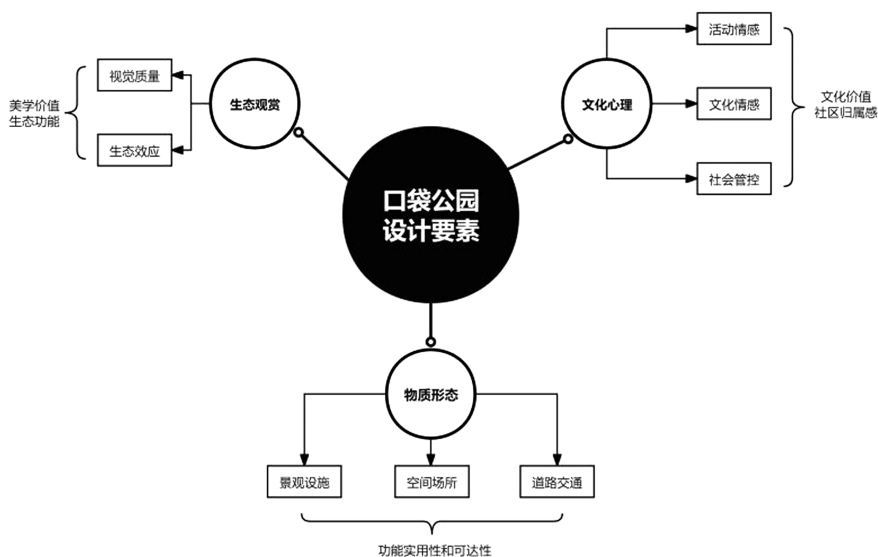 口袋公园
设计要素
生态观赏
视觉质量
生态效应
美学价值
生态功能
文化心理
活动情感
文化情感
社会管控
文化价值
社区归属感
物质形态
景观设施
空间场所
道路交通
功能实用性和可达性